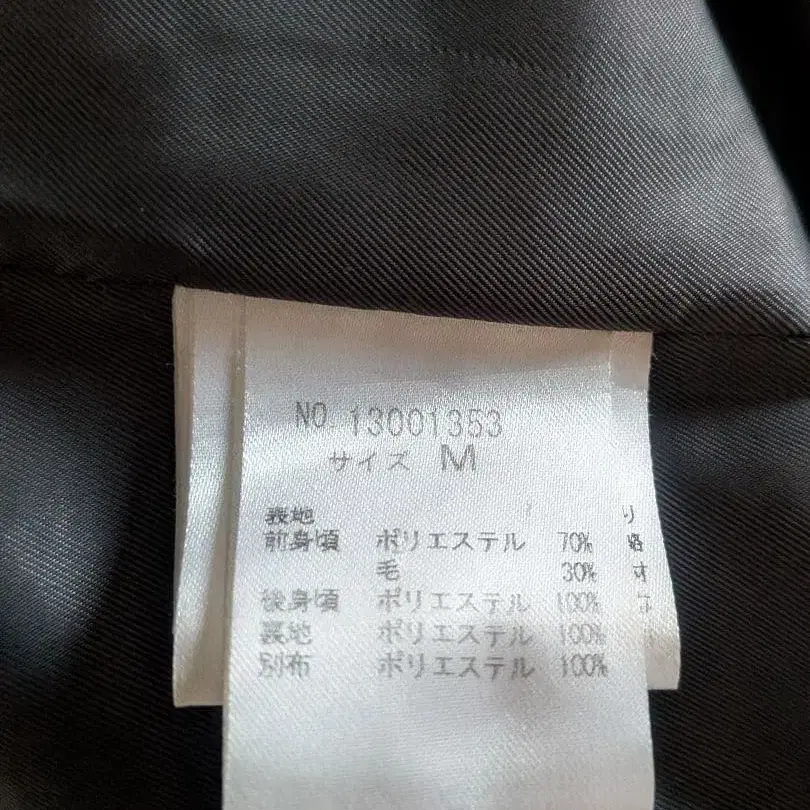 NO. 13001353
サイズ M
表地
前身頃 ポリエステル 70%
毛 30%
後身頃 ポリエステル 100%
裏地 ポリエステル 100%
別布 ポリエステル 100%